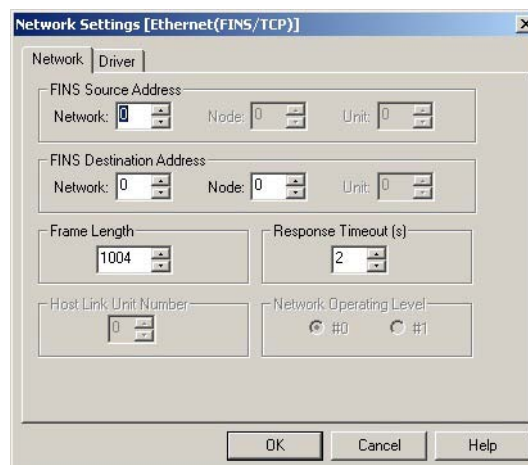 Network Settings [Ethernet(FINS/TCP)]
Network Driver
FINS Source Address
Network: 0 Node: 0 Unit: 0
FINS Destination Address
Network: 0 Node: 0 Unit: 0
Frame Length Response Timeout (s)
1004 2
Host Link Unit Number Network Operating Level
0 #0 #1
OK Cancel Help